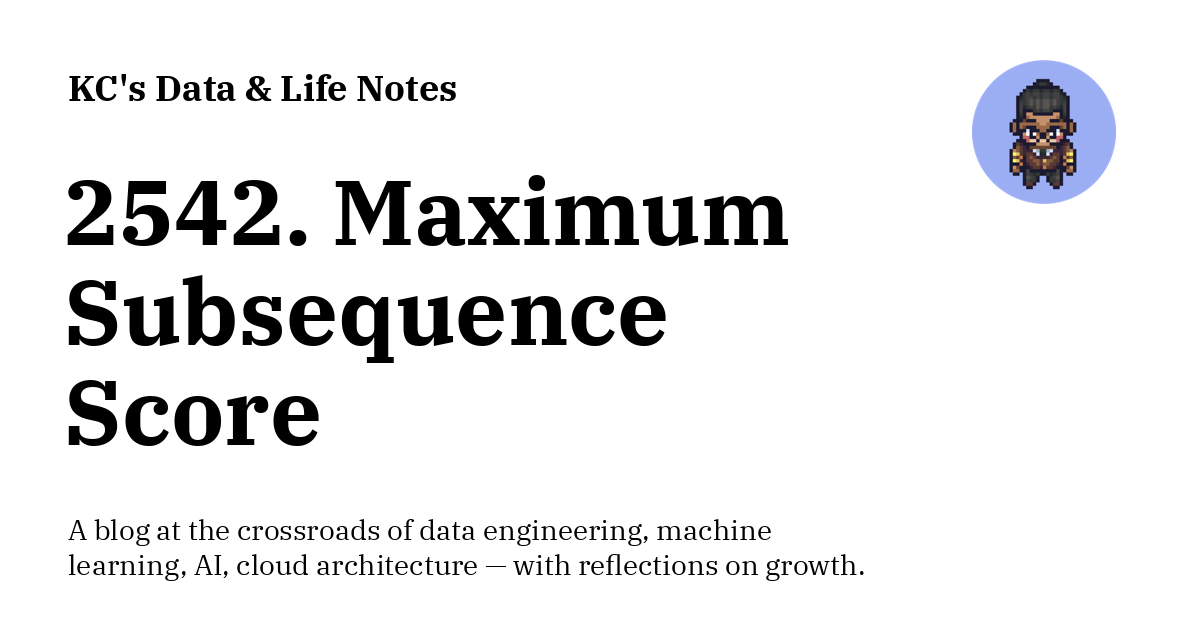 KC's Data & Life Notes
2542. Maximum
Subsequence
Score
A blog at the crossroads of data engineering, machine
learning, AI, cloud architecture — with reflections on growth.